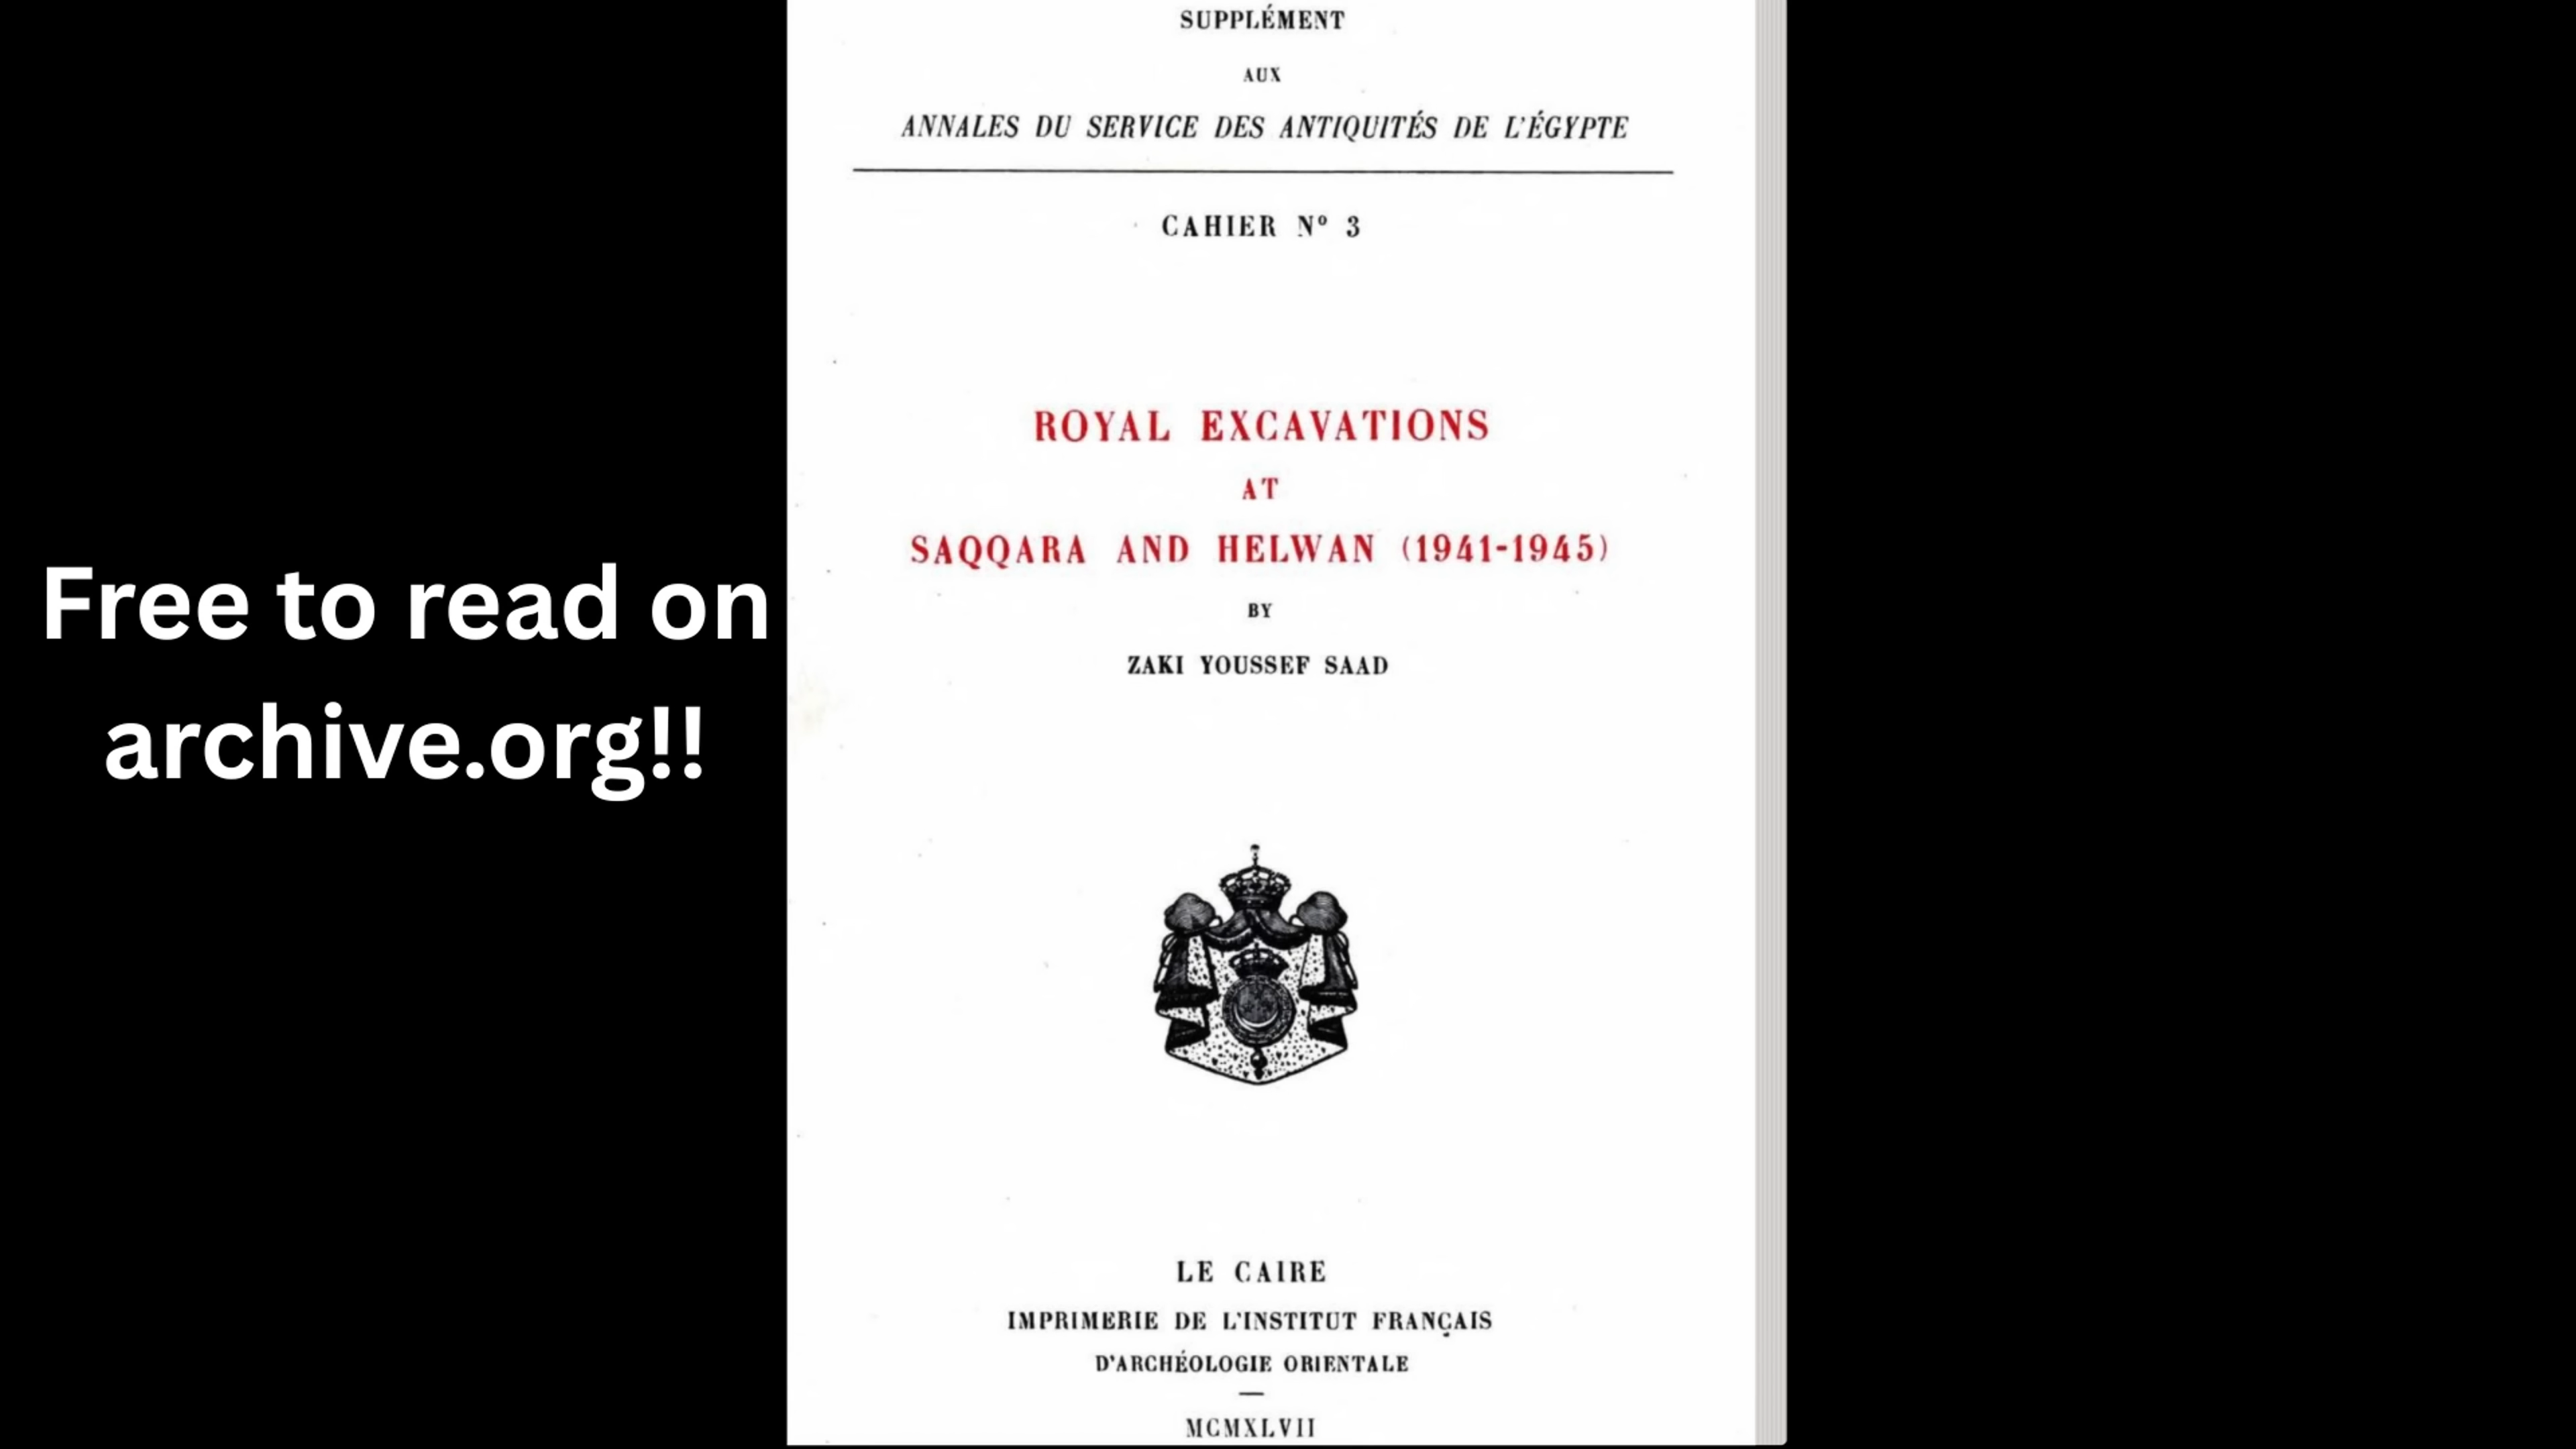 Free to read on
archive.org!!
SUPPLÉMENT
AUX
ANNALES DU SERVICE DES ANTIQUITÉS DE L'ÉGYPTE
CAHIER Nº 3
ROYAL EXCAVATIONS
AT
SAQQARA AND HELWAN (1941-1945)
BY
ZAKI YOUSSEF SAAD
LE CAIRE
IMPRIMERIE DE L'INSTITUT FRANÇAIS
D'ARCHÉOLOGIE ORIENTALE
MCMXLVII